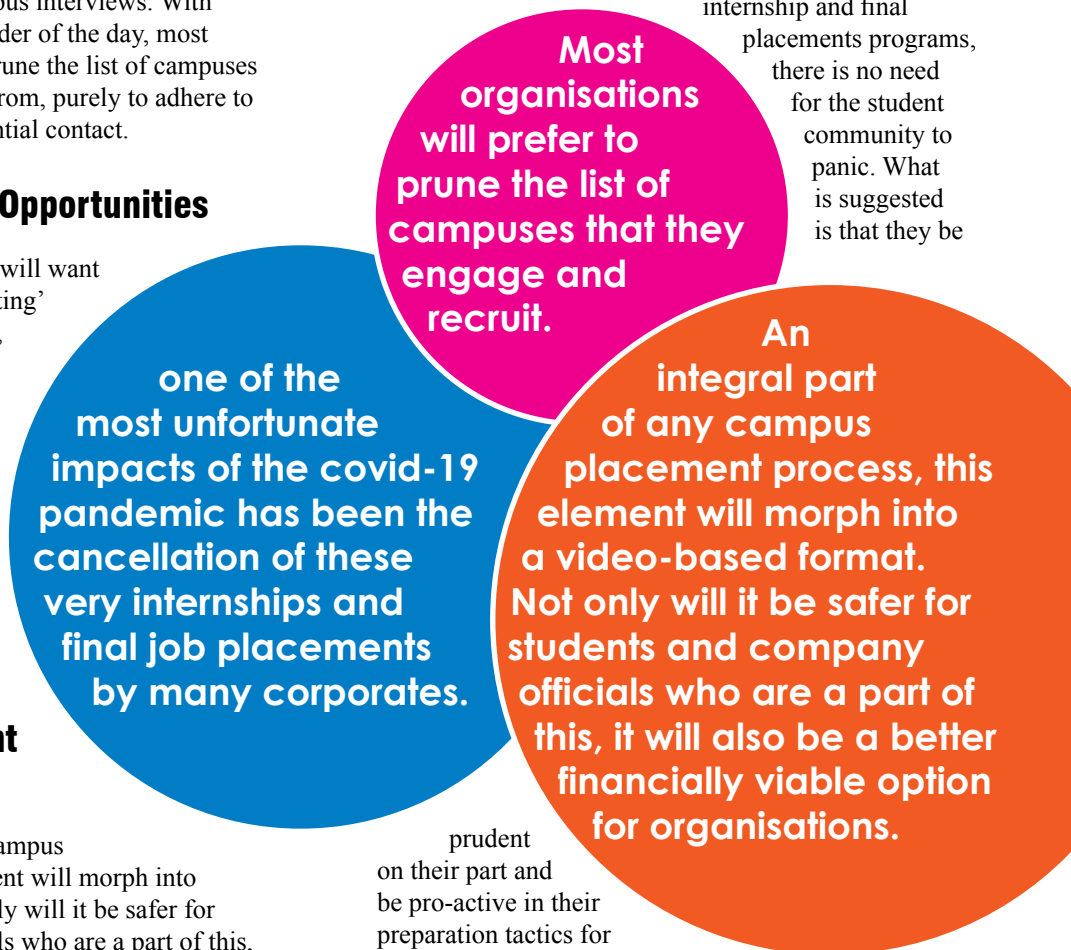 bus interviews. With
der of the day, most
rune the list of campuses
rom, purely to adhere to
ntial contact.
Opportunities
will want
ting’
nt
ampus
ent will morph into
ly will it be safer for
ls who are a part of this,
Most
organisations
will prefer to
prune the list of
campuses that they
engage and
recruit.
one of the
most unfortunate
impacts of the covid-19
pandemic has been the
cancellation of these
very internships and
final job placements
by many corporates.
An
integral part
of any campus
placement process, this
element will morph into
a video-based format.
Not only will it be safer for
students and company
officials who are a part of
this, it will also be a better
financially viable option
for organisations.
internship and final
placements programs,
there is no need
for the student
community to
panic. What
is suggested
is that they be
prudent
on their part and
be pro-active in their
preparation tactics for